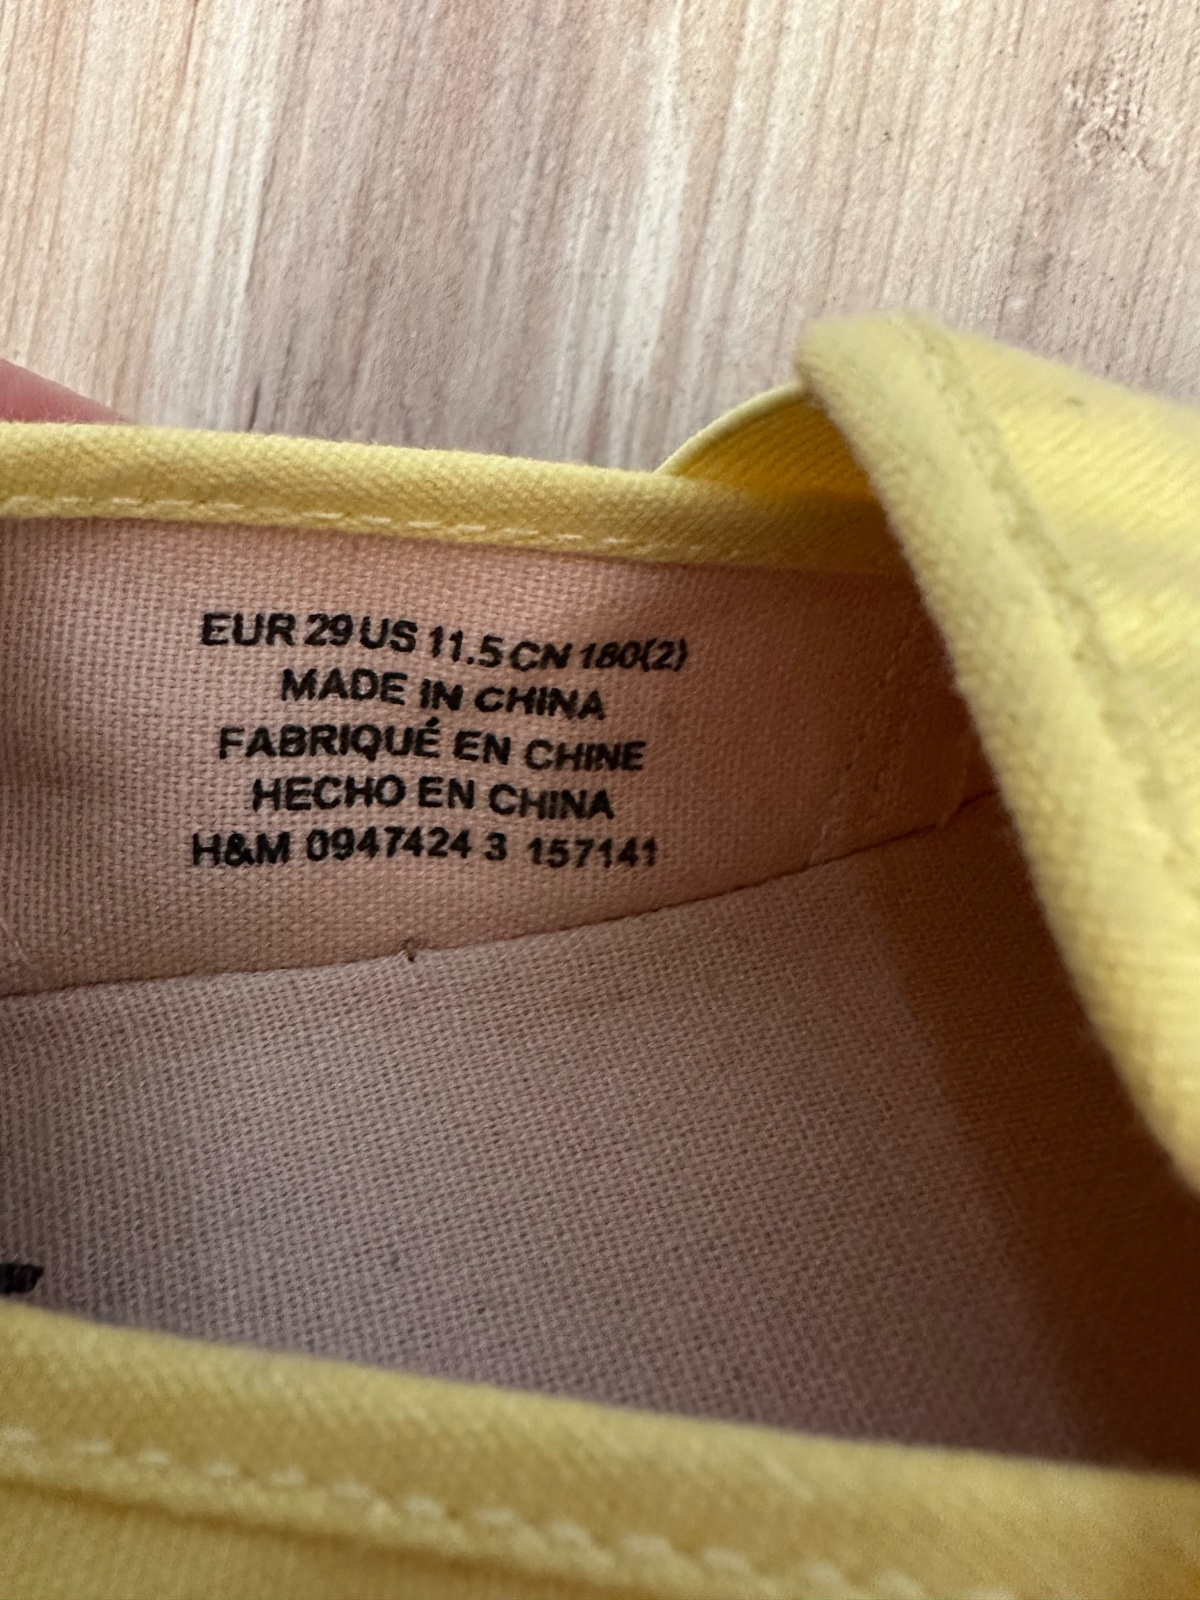 EUR 29 US 11.5 CN 180(2)
MADE IN CHINA
FABRIQUÉ EN CHINE
HECHO EN CHINA
H&M 0947424 3 157141